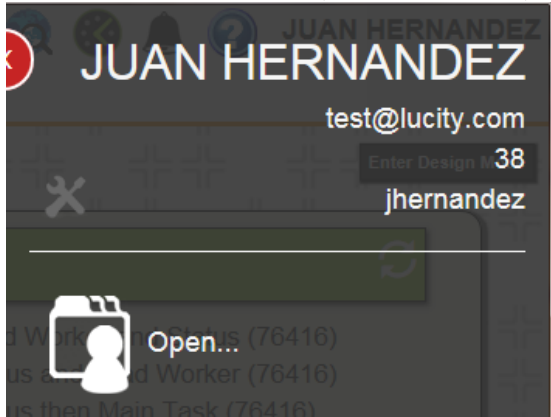 JUAN HERNANDEZ
x
JUAN HERNANDEZ
test@lucity.com
Enter Design M
38
jhernandez
Open...
d Work
Status (76416)
us and
d Worker (76416)
us then Main Task (76416)